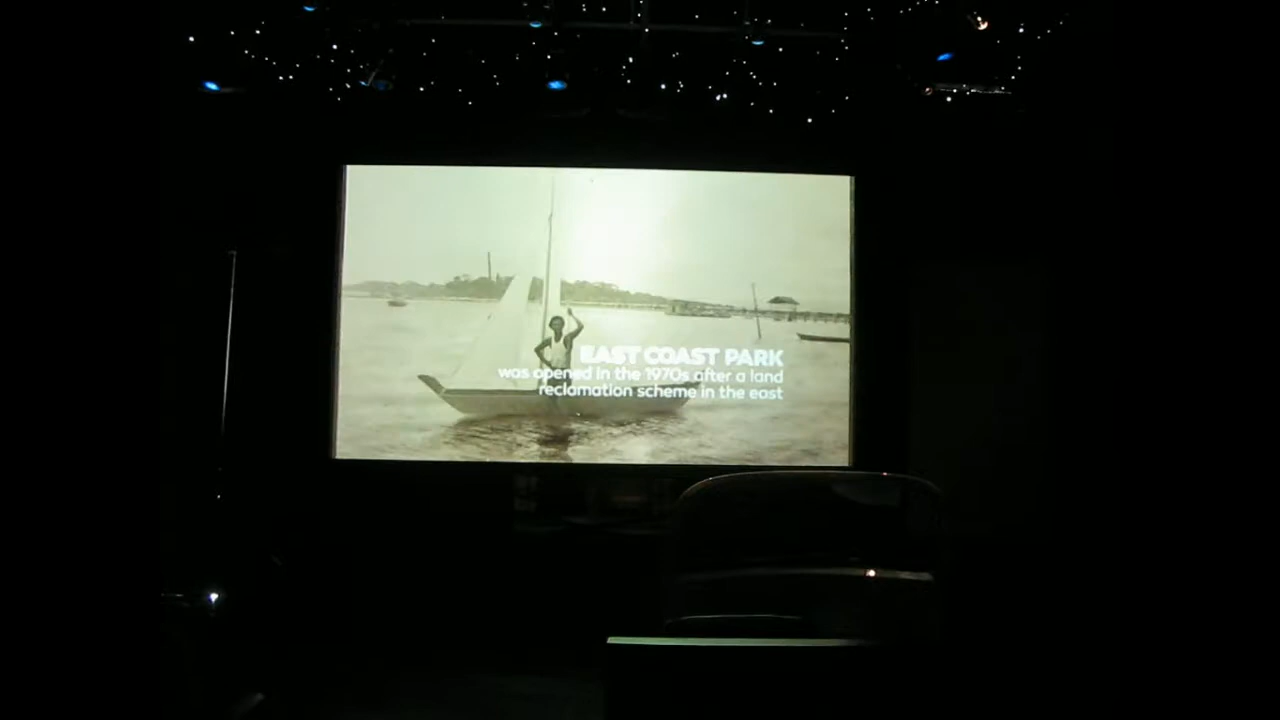 EAST COAST PARK
was opened in the 1970s after a land
reclamation scheme in the east